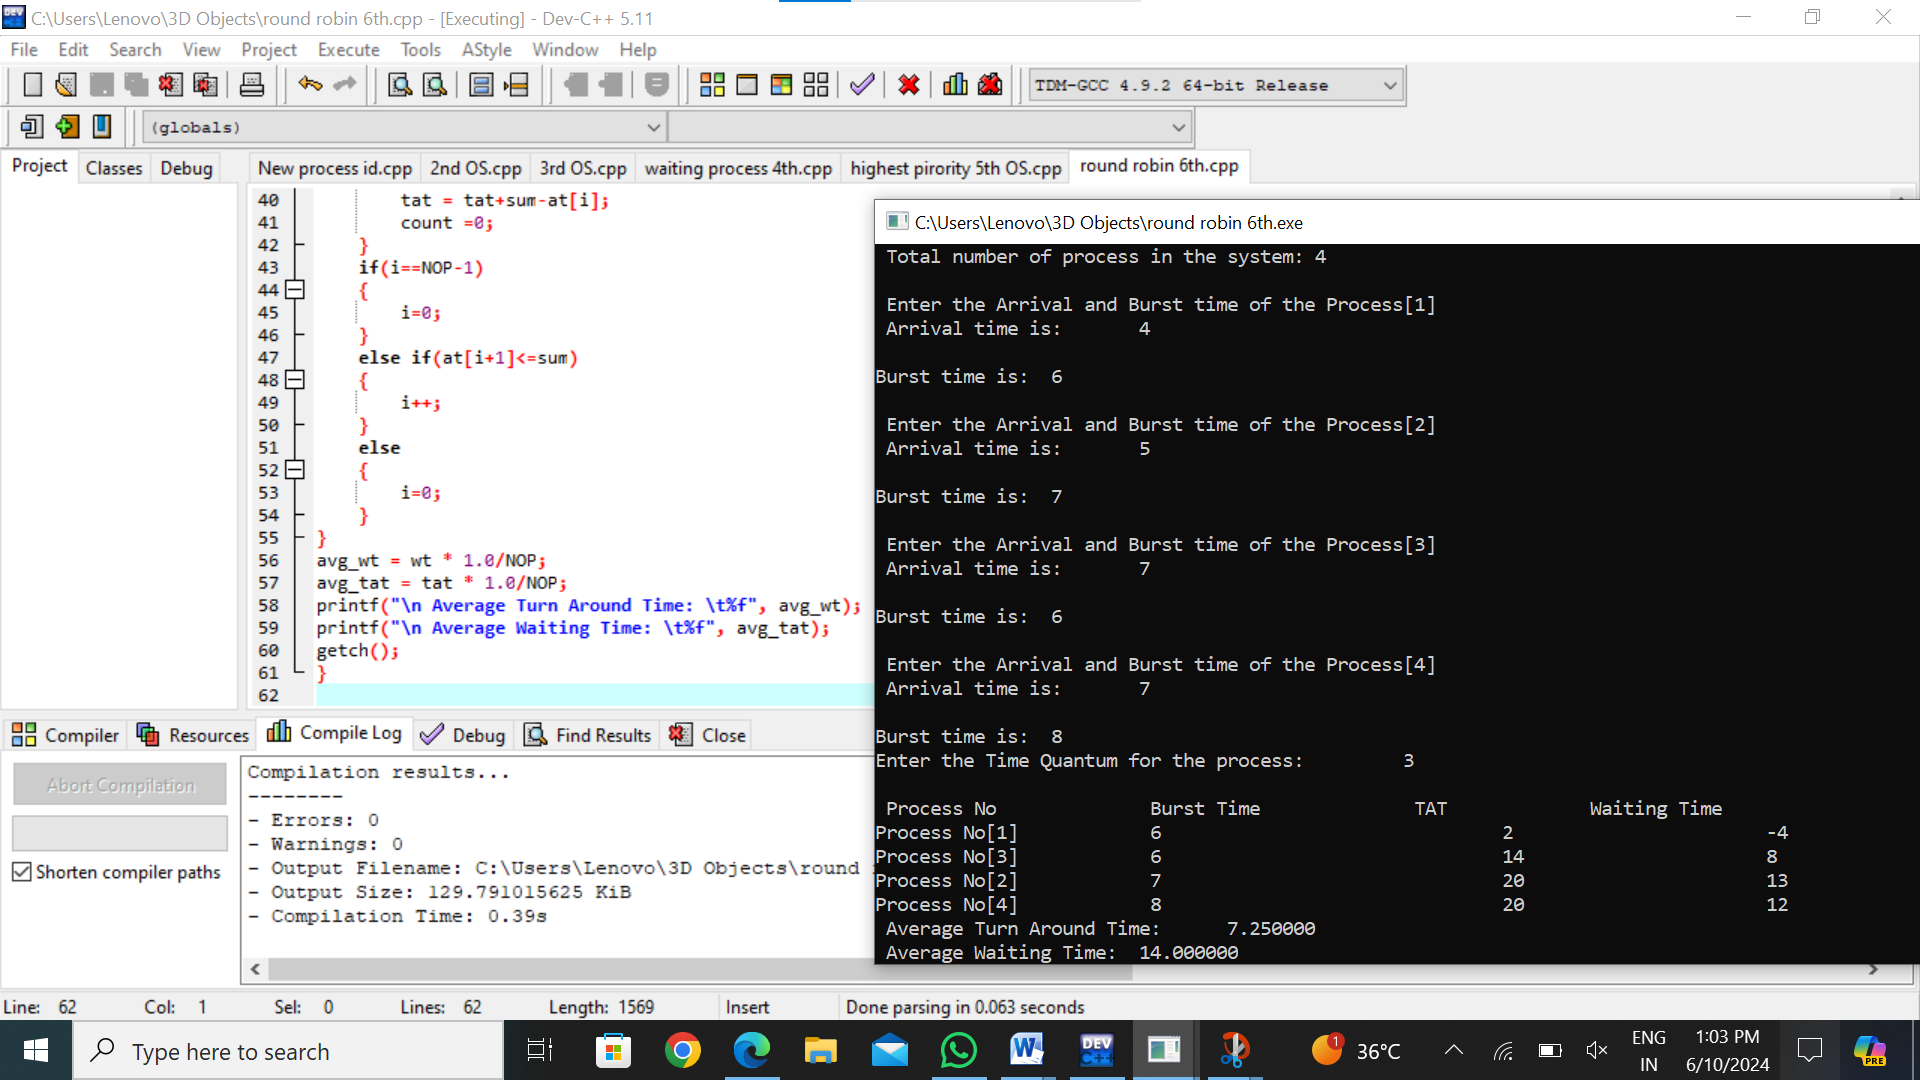 C:\Users\Lenovo\3D Objects\round robin 6th.cpp - [Executing] - Dev-C++ 5.11
File Edit Search View Project Execute Tools AStyle Window Help
TDM-GCC 4.9.2 64-bit Release
(globals)
Project Classes Debug
New process id.cpp 2nd OS.cpp 3rd OS.cpp waiting process 4th.cpp highest pirority 5th OS.cpp round robin 6th.cpp
40 tat = tat+sum-at[i];
41 count =0;
42 }
43 if(i==NOP-1)
44 {
45 i=0;
46 }
47 else if(at[i+1]<=sum)
48 {
49 i++;
50 }
51 else
52 {
53 i=0;
54 }
55 }
56 avg_wt = wt * 1.0/NOP;
57 avg_tat = tat * 1.0/NOP;
58 printf("\n Average Turn Around Time: \t%f", avg_wt);
59 printf("\n Average Waiting Time: \t%f", avg_tat);
60 getch();
61 }
62
C:\Users\Lenovo\3D Objects\round robin 6th.exe
Total number of process in the system: 4
Enter the Arrival and Burst time of the Process[1]
Arrival time is: 4
Burst time is: 6
Enter the Arrival and Burst time of the Process[2]
Arrival time is: 5
Burst time is: 7
Enter the Arrival and Burst time of the Process[3]
Arrival time is: 7
Burst time is: 6
Enter the Arrival and Burst time of the Process[4]
Arrival time is: 7
Burst time is: 8
Enter the Time Quantum for the process: 3
Process No Burst Time TAT Waiting Time
Process No[1] 6 2 -4
Process No[3] 6 14 8
Process No[2] 7 20 13
Process No[4] 8 20 12
Average Turn Around Time: 7.250000
Average Waiting Time: 14.000000
Compiler Resources Compile Log Debug Find Results Close
Abort Compilation
Shorten compiler paths
Compilation results...
--------
- Errors: 0
- Warnings: 0
- Output Filename: C:\Users\Lenovo\3D Objects\round
- Output Size: 129.791015625 KiB
- Compilation Time: 0.39s
Line: 62 Col: 1 Sel: 0 Lines: 62 Length: 1569 Insert Done parsing in 0.063 seconds
Type here to search
DEV C++
1
36°C
ENG
IN
1:03 PM
6/10/2024
PRE